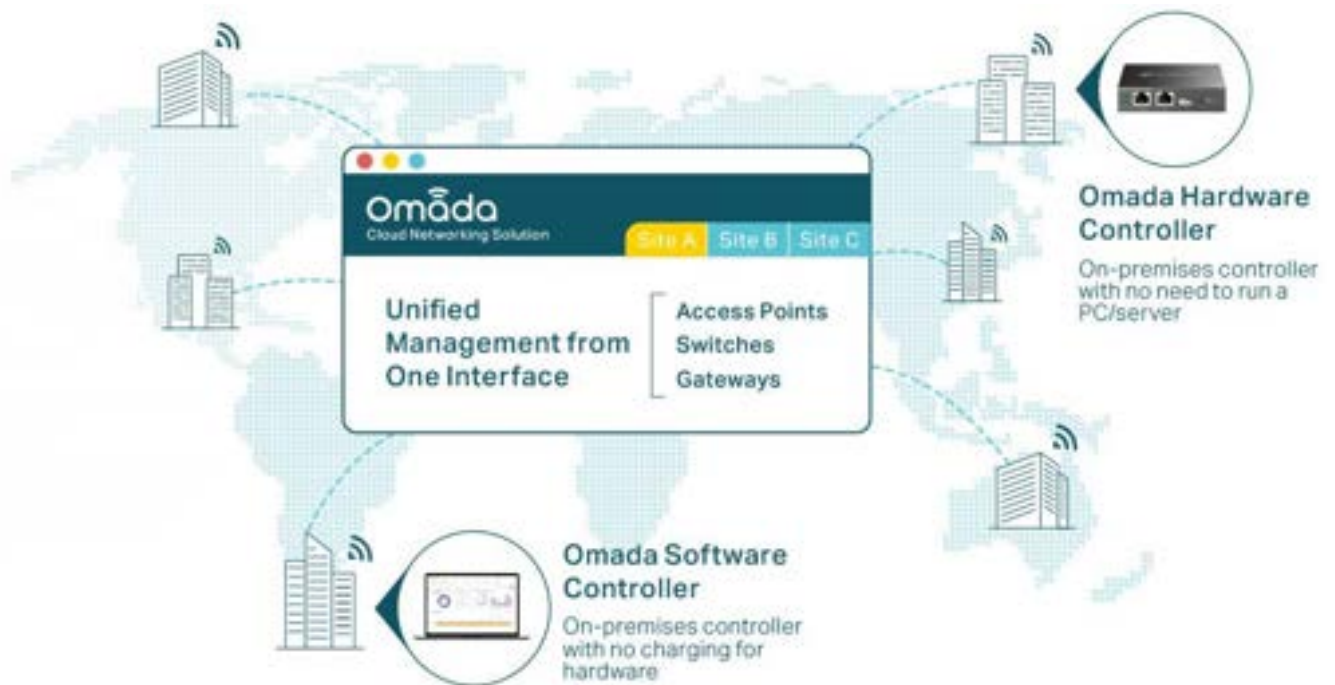 Omada
Cloud Networking Solution
Site A
Site B
Site C
Unified
Management from
One Interface
Access Points
Switches
Gateways
Omada Hardware
Controller
On-premises controller
with no need to run a
PC/server
Omada Software
Controller
On-premises controller
with no charging for
hardware